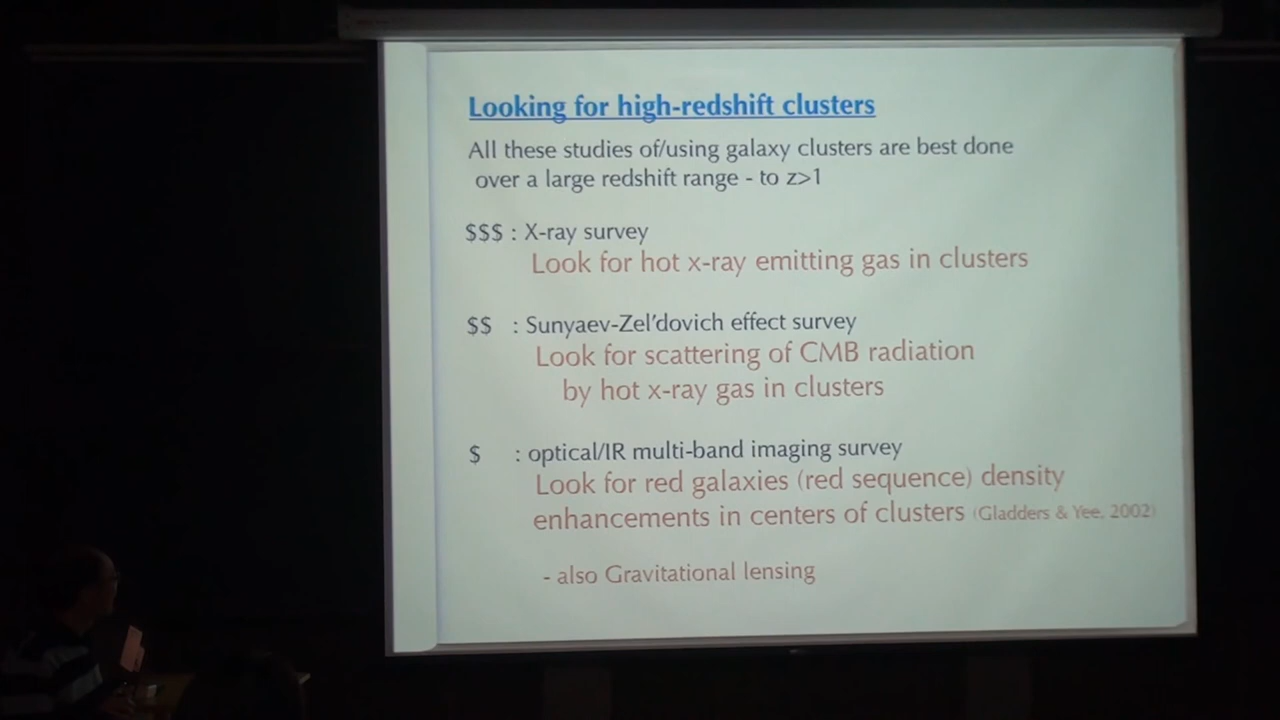 Looking for high-redshift clusters
All these studies of/using galaxy clusters are best done
over a large redshift range - to z>1
$$$ : X-ray survey
Look for hot x-ray emitting gas in clusters
$$ : Sunyaev-Zel'dovich effect survey
Look for scattering of CMB radiation
by hot x-ray gas in clusters
$ : optical/IR multi-band imaging survey
Look for red galaxies (red sequence) density
enhancements in centers of clusters (Gladders & Yee, 2002)
- also Gravitational lensing